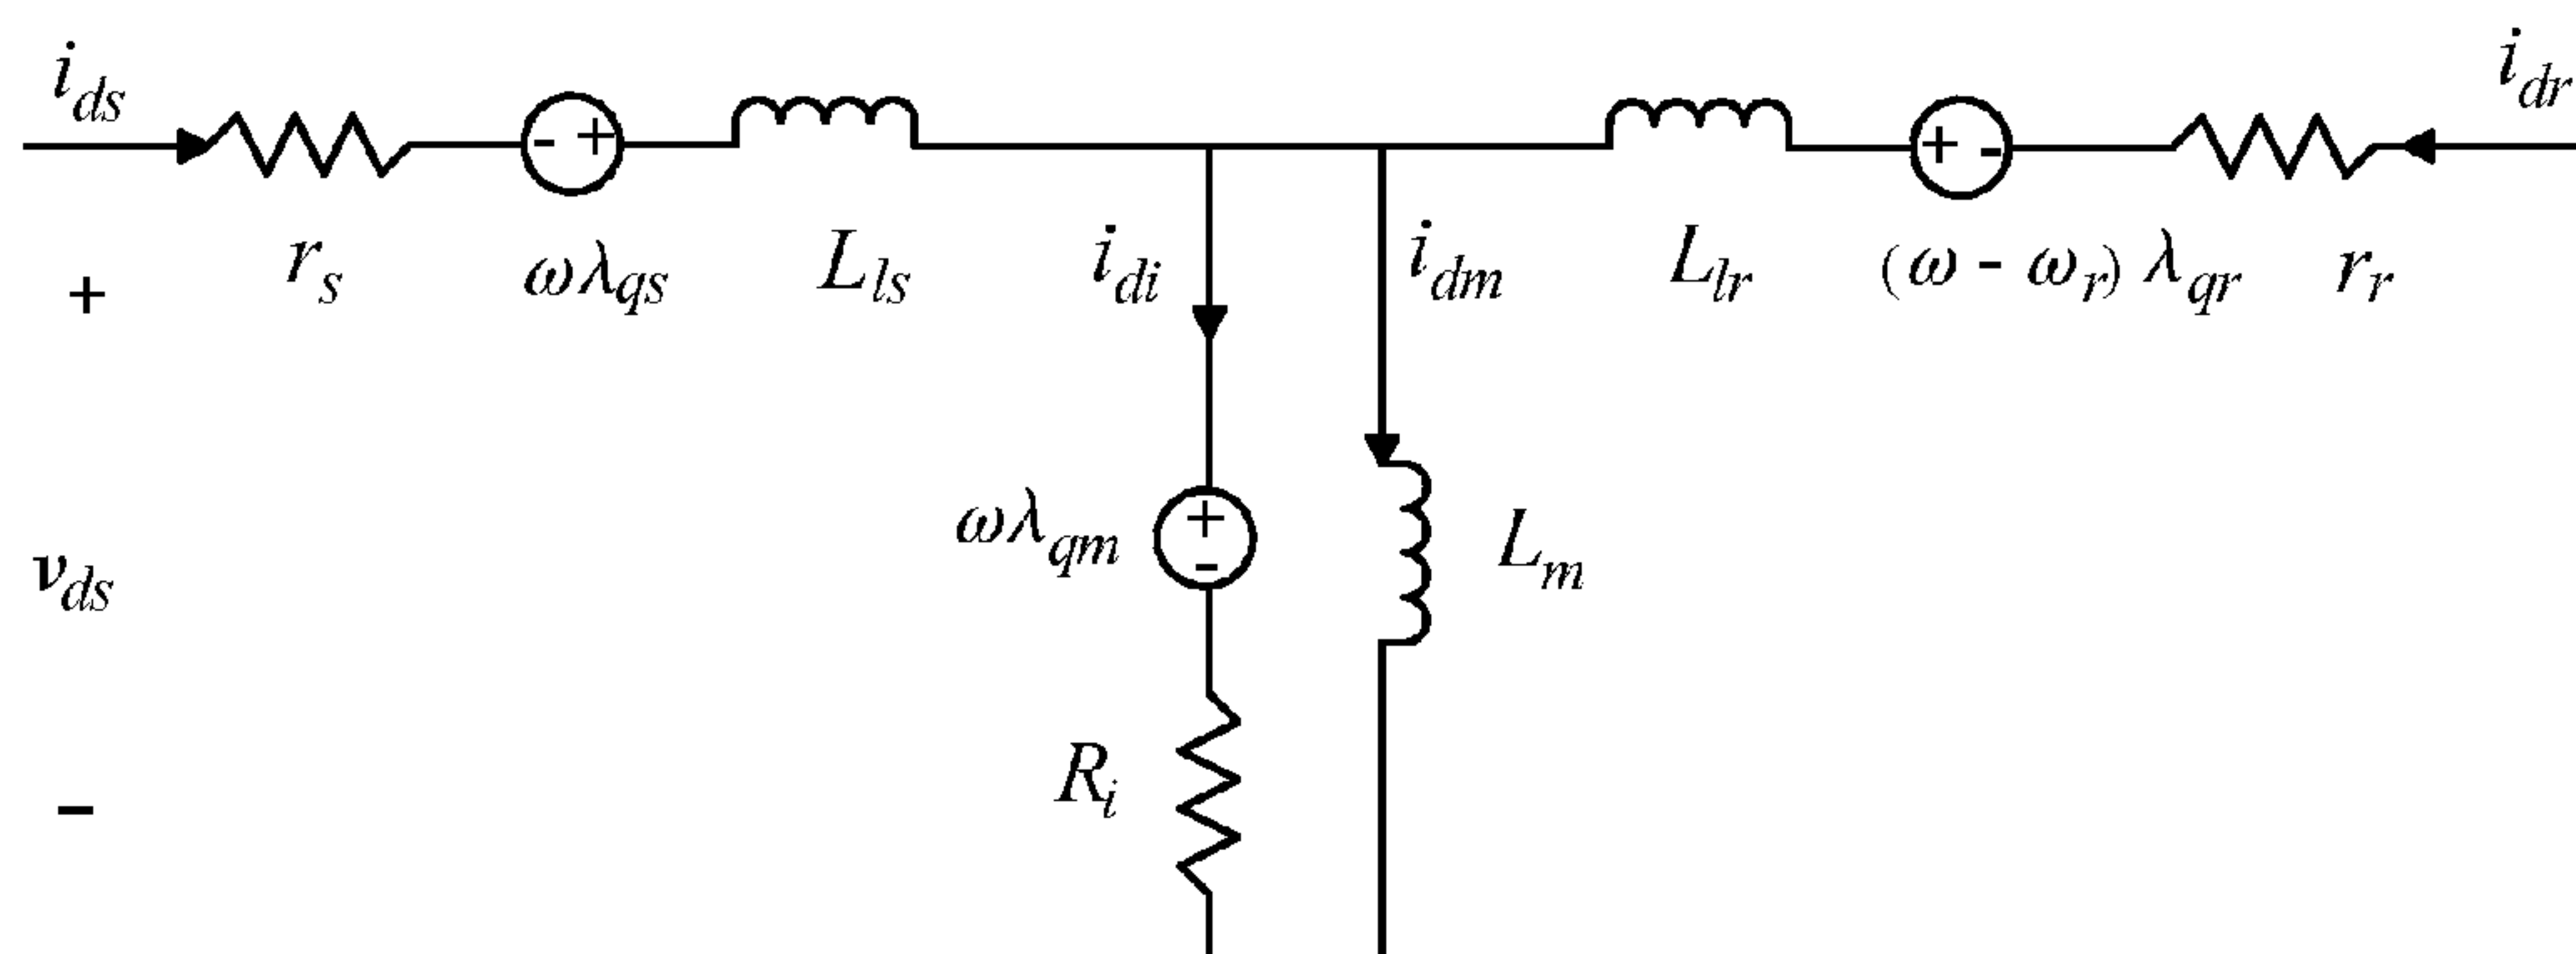 i_ds
i_dr
- +
+ -
r_s
ωλ_qs
L_ls
i_di
i_dm
L_lr
(ω - ω_r) λ_qr
r_r
+
ωλ_qm
+
-
L_m
v_ds
R_i
-